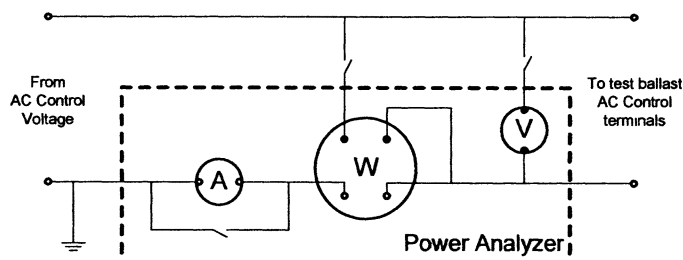 From
AC Control
Voltage
To test ballast
AC Control
terminals
A
W
V
Power Analyzer